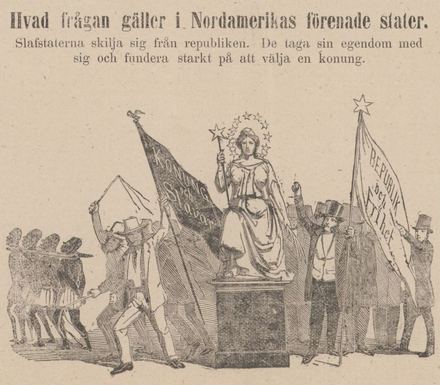 Hvad frågan gäller i Nordamerikas förenade stater.
Slafstaterna skilja sig från republiken. De taga sin egendom med
sig och fundera starkt på att välja en konung.
REPUBLIK
och
Frihet